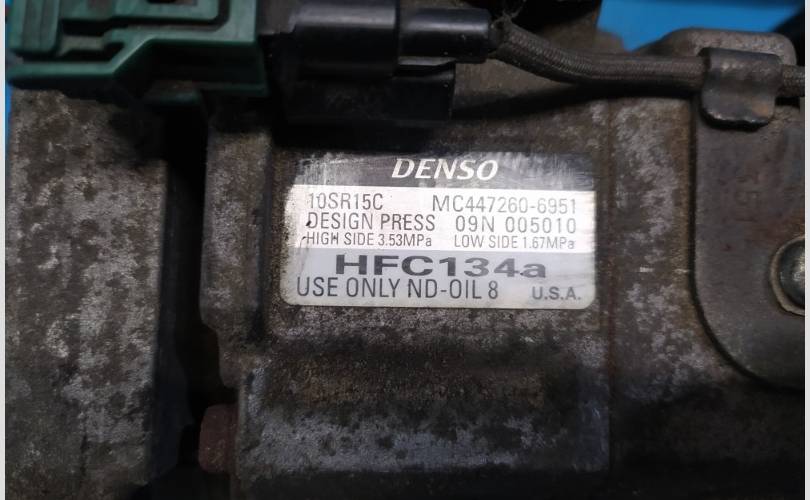 DENSO
10SR15C MC447260-6951
DESIGN PRESS 09N 005010
HIGH SIDE 3.53MPa LOW SIDE 1.67MPa
HFC134a
USE ONLY ND-OIL 8 U.S.A.